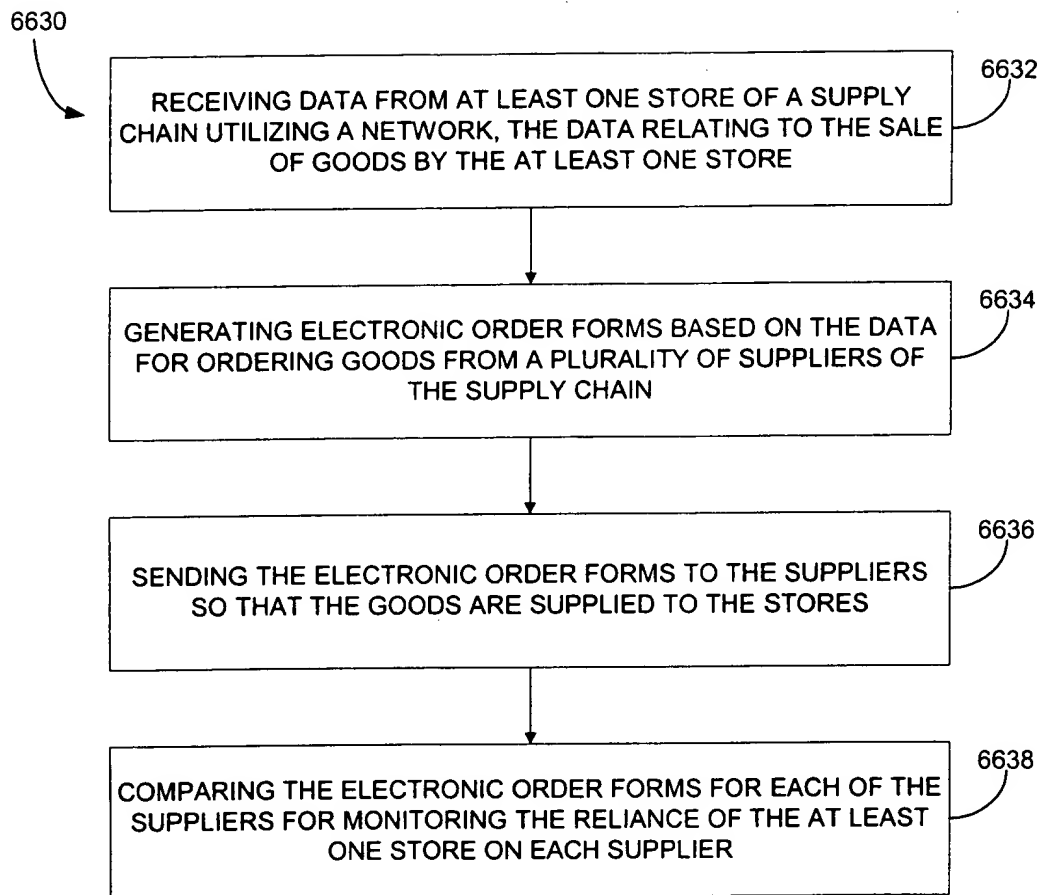 6630
6632
RECEIVING DATA FROM AT LEAST ONE STORE OF A SUPPLY
CHAIN UTILIZING A NETWORK, THE DATA RELATING TO THE SALE
OF GOODS BY THE AT LEAST ONE STORE
6634
GENERATING ELECTRONIC ORDER FORMS BASED ON THE DATA
FOR ORDERING GOODS FROM A PLURALITY OF SUPPLIERS OF
THE SUPPLY CHAIN
6636
SENDING THE ELECTRONIC ORDER FORMS TO THE SUPPLIERS
SO THAT THE GOODS ARE SUPPLIED TO THE STORES
6638
COMPARING THE ELECTRONIC ORDER FORMS FOR EACH OF THE
SUPPLIERS FOR MONITORING THE RELIANCE OF THE AT LEAST
ONE STORE ON EACH SUPPLIER